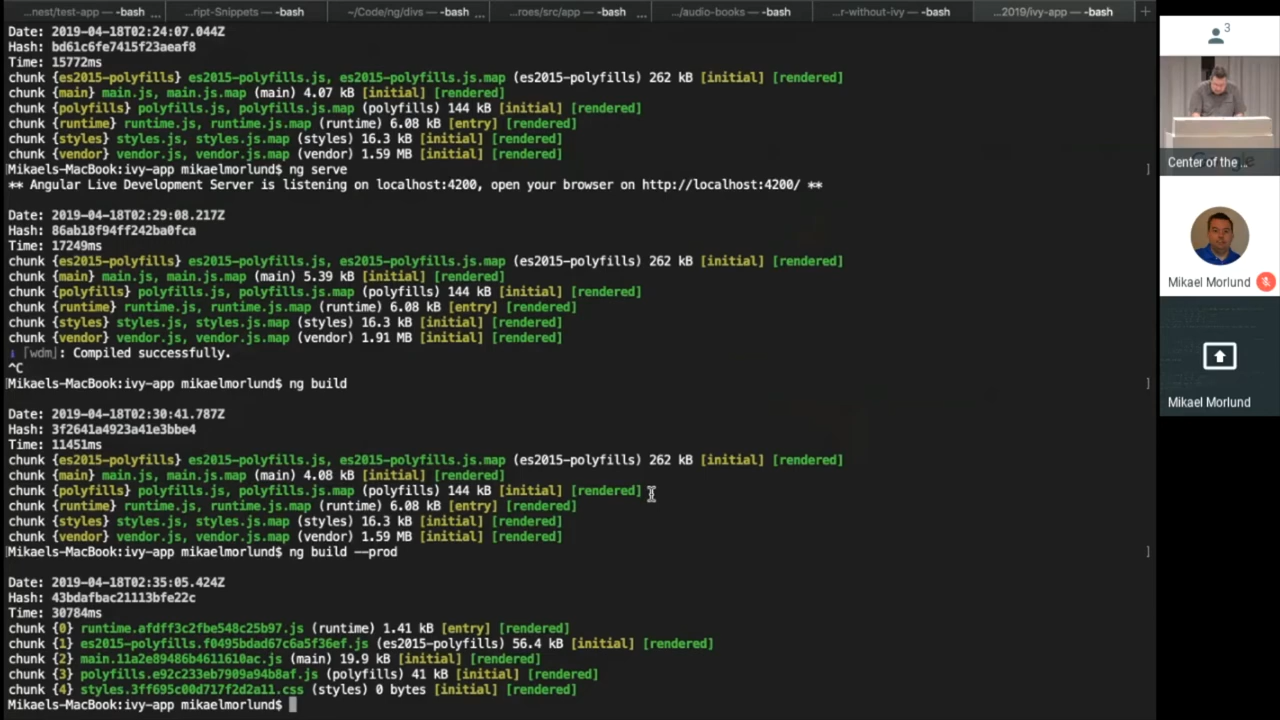 ...nest/test-app — -bash ...
...ript-Snippets — -bash
~/Code/ng/divs — -bash ...
...roes/src/app — -bash ...
.../audio-books — -bash
...r-without-ivy — -bash
...2019/ivy-app — -bash
+
Date: 2019-04-18T02:24:07.044Z
Hash: bd61c6fe7415f23aeaf8
Time: 15772ms
chunk {es2015-polyfills} es2015-polyfills.js, es2015-polyfills.js.map (es2015-polyfills) 262 kB [initial] [rendered]
chunk {main} main.js, main.js.map (main) 4.07 kB [initial] [rendered]
chunk {polyfills} polyfills.js, polyfills.js.map (polyfills) 144 kB [initial] [rendered]
chunk {runtime} runtime.js, runtime.js.map (runtime) 6.08 kB [entry] [rendered]
chunk {styles} styles.js, styles.js.map (styles) 16.3 kB [initial] [rendered]
chunk {vendor} vendor.js, vendor.js.map (vendor) 1.59 MB [initial] [rendered]
[Mikaels-MacBook:ivy-app mikaelmorlund$ ng serve ]
** Angular Live Development Server is listening on localhost:4200, open your browser on http://localhost:4200/ **
Date: 2019-04-18T02:29:08.217Z
Hash: 86ab18f94ff242ba0fca
Time: 17249ms
chunk {es2015-polyfills} es2015-polyfills.js, es2015-polyfills.js.map (es2015-polyfills) 262 kB [initial] [rendered]
chunk {main} main.js, main.js.map (main) 5.39 kB [initial] [rendered]
chunk {polyfills} polyfills.js, polyfills.js.map (polyfills) 144 kB [initial] [rendered]
chunk {runtime} runtime.js, runtime.js.map (runtime) 6.08 kB [entry] [rendered]
chunk {styles} styles.js, styles.js.map (styles) 16.3 kB [initial] [rendered]
chunk {vendor} vendor.js, vendor.js.map (vendor) 1.91 MB [initial] [rendered]
ℹ ｢wdm｣: Compiled successfully.
^C
[Mikaels-MacBook:ivy-app mikaelmorlund$ ng build ]
Date: 2019-04-18T02:30:41.787Z
Hash: 3f2641a4923a41e3bbe4
Time: 11451ms
chunk {es2015-polyfills} es2015-polyfills.js, es2015-polyfills.js.map (es2015-polyfills) 262 kB [initial] [rendered]
chunk {main} main.js, main.js.map (main) 4.08 kB [initial] [rendered]
chunk {polyfills} polyfills.js, polyfills.js.map (polyfills) 144 kB [initial] [rendered]
chunk {runtime} runtime.js, runtime.js.map (runtime) 6.08 kB [entry] [rendered]
chunk {styles} styles.js, styles.js.map (styles) 16.3 kB [initial] [rendered]
chunk {vendor} vendor.js, vendor.js.map (vendor) 1.59 MB [initial] [rendered]
[Mikaels-MacBook:ivy-app mikaelmorlund$ ng build --prod ]
Date: 2019-04-18T02:35:05.424Z
Hash: 43bdafbac21113bfe22c
Time: 30784ms
chunk {0} runtime.afdff3c2fbe548c25b97.js (runtime) 1.41 kB [entry] [rendered]
chunk {1} es2015-polyfills.f0495bdad67c6a5f36ef.js (es2015-polyfills) 56.4 kB [initial] [rendered]
chunk {2} main.11a2e89486b4611610ac.js (main) 19.9 kB [initial] [rendered]
chunk {3} polyfills.e92c233eb7909a94b8af.js (polyfills) 41 kB [initial] [rendered]
chunk {4} styles.3ff695c00d717f2d2a11.css (styles) 0 bytes [initial] [rendered]
Mikaels-MacBook:ivy-app mikaelmorlund$
3
Center of the ...
Mikael Morlund
Mikael Morlund